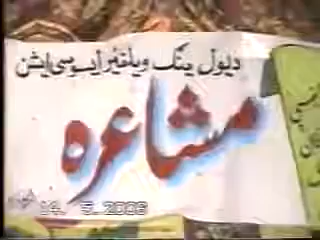 دیول ینگ ویلفیئر ایسوسی ایشن
مشاعرہ
14. 5. 2006